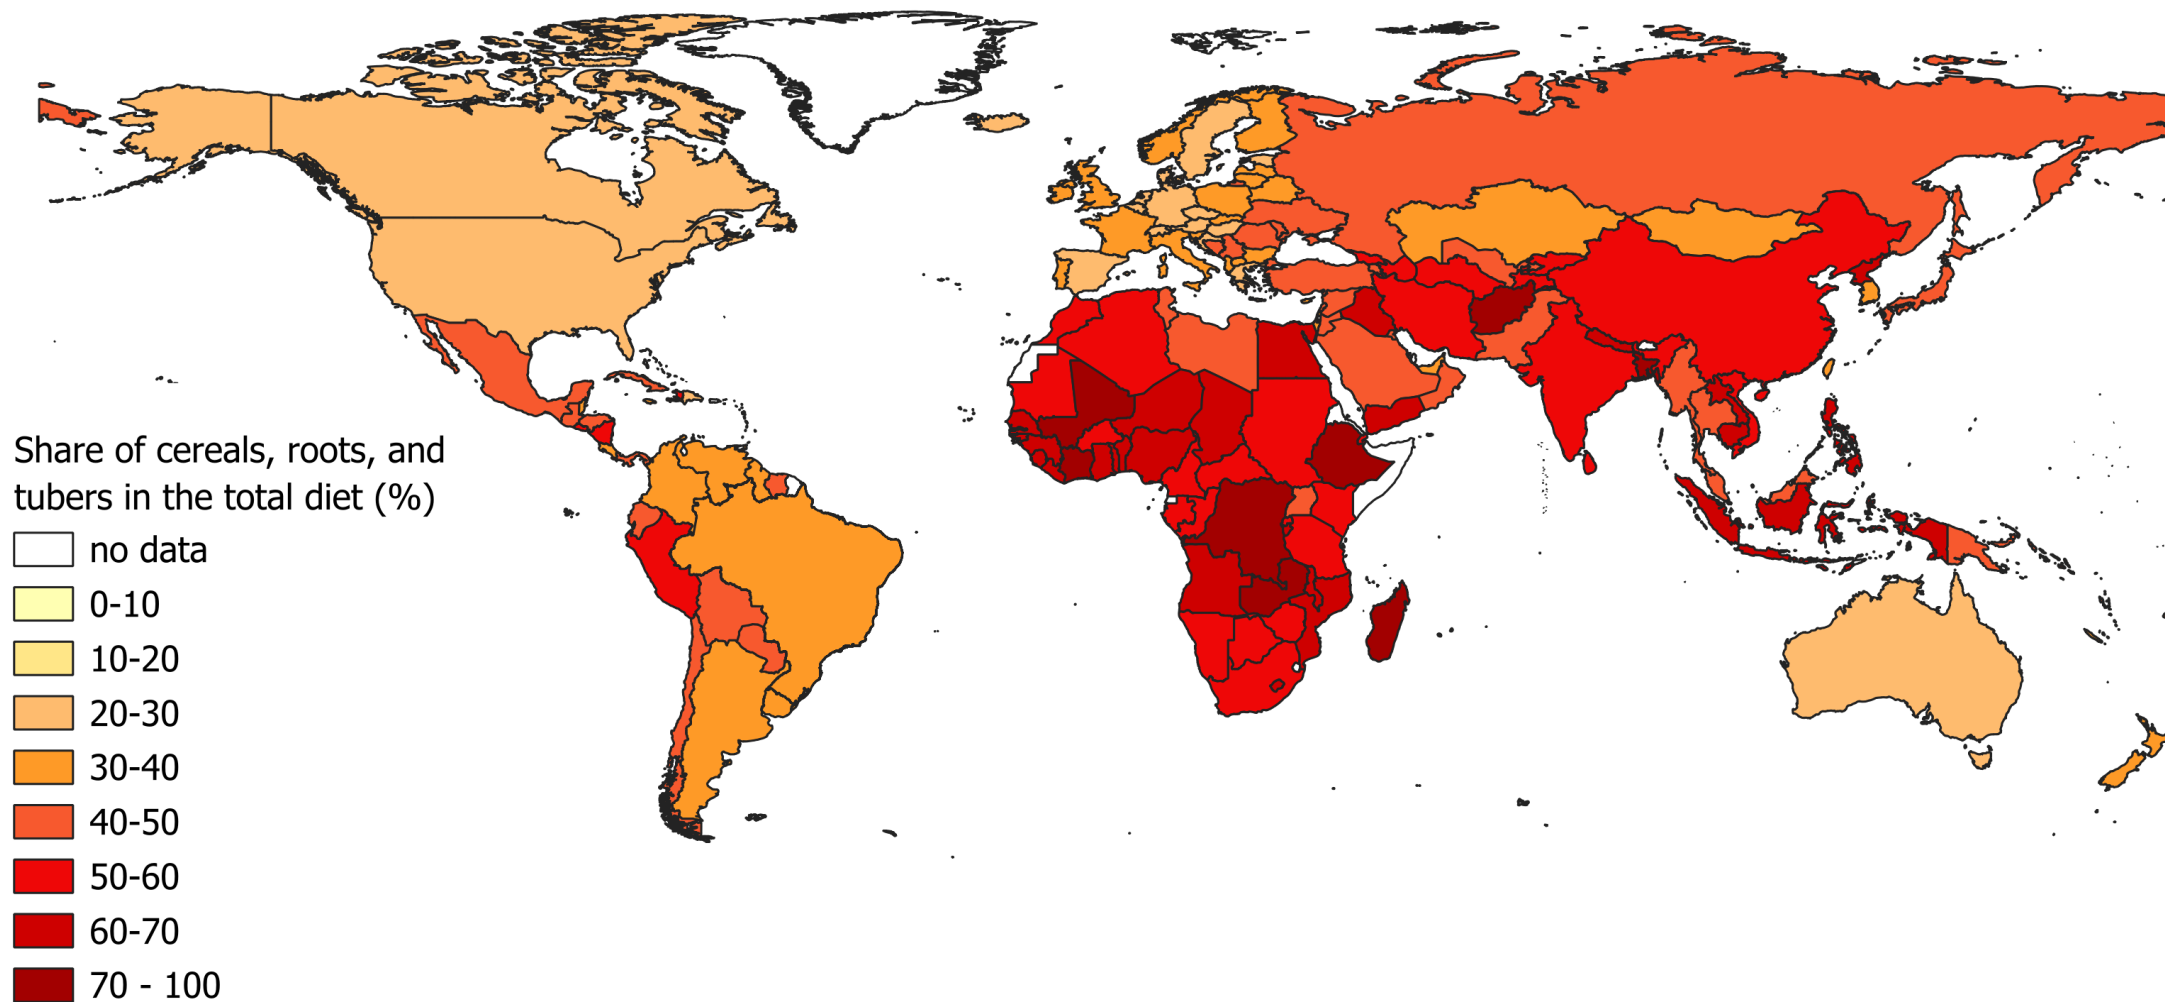 Share of cereals, roots, and
tubers in the total diet (%)
no data
0-10
10-20
20-30
30-40
40-50
50-60
60-70
70 - 100